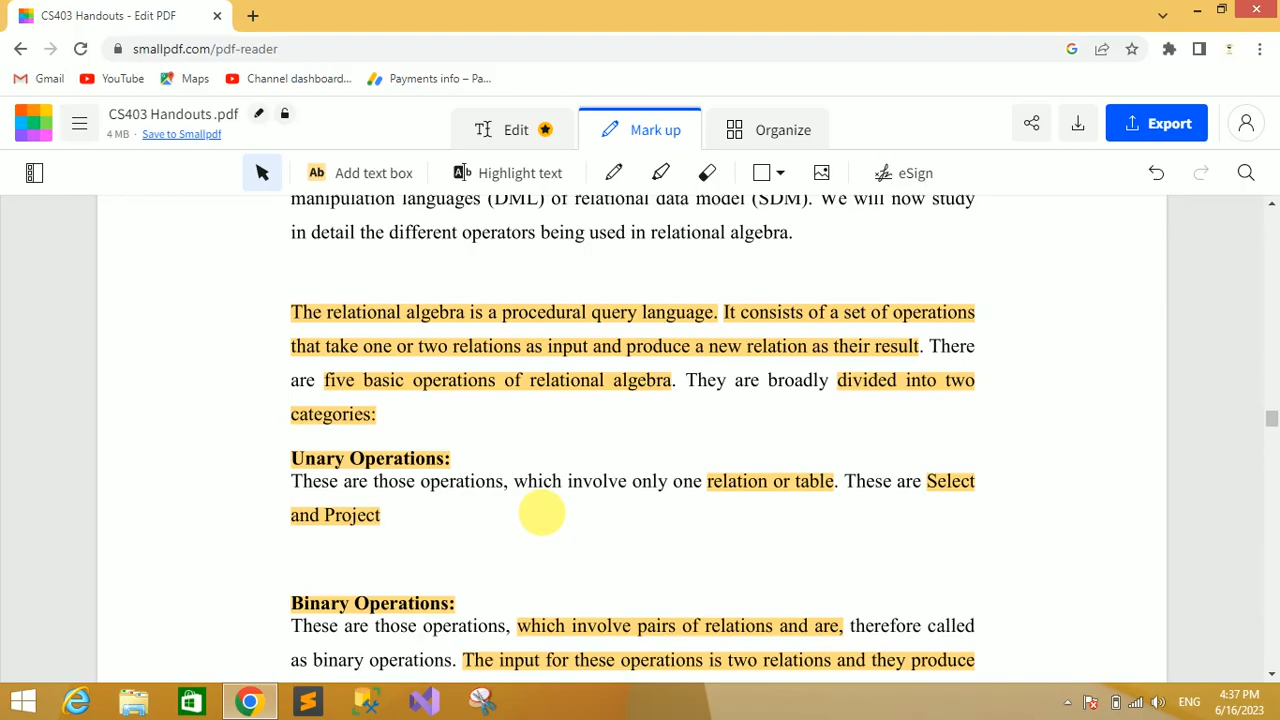 CS403 Handouts - Edit PDF
smallpdf.com/pdf-reader
Gmail YouTube Maps Channel dashboard... Payments info – Pa...
CS403 Handouts .pdf
4 MB Save to Smallpdf
Edit Mark up Organize
Export
Ab Add text box Highlight text eSign
manipulation languages (DML) of relational data model (SDM). We will now study
in detail the different operators being used in relational algebra.
The relational algebra is a procedural query language. It consists of a set of operations
that take one or two relations as input and produce a new relation as their result. There
are five basic operations of relational algebra. They are broadly divided into two
categories:
Unary Operations:
These are those operations, which involve only one relation or table. These are Select
and Project
Binary Operations:
These are those operations, which involve pairs of relations and are, therefore called
as binary operations. The input for these operations is two relations and they produce
ENG
4:37 PM
6/16/2023